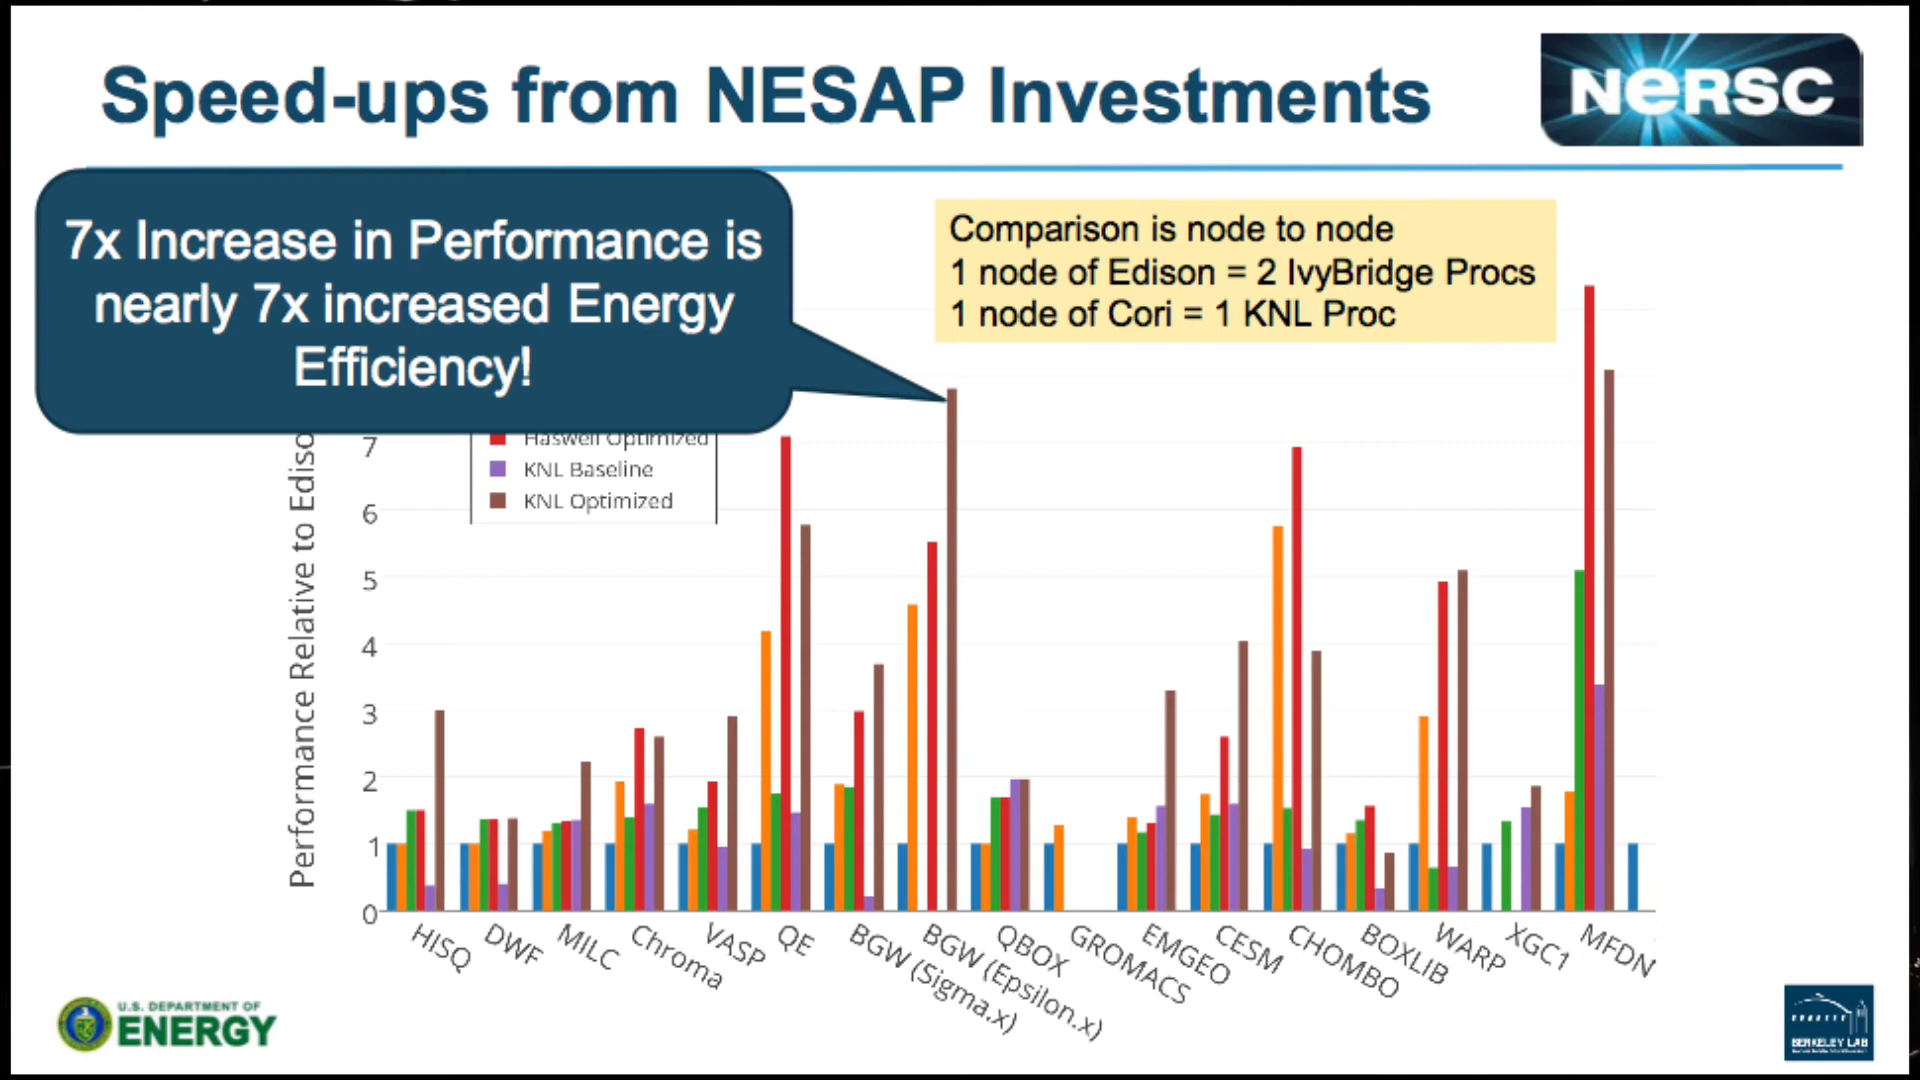 Speed-ups from NESAP Investments
NERSC
7x Increase in Performance is
nearly 7x increased Energy
Efficiency!
Comparison is node to node
1 node of Edison = 2 IvyBridge Procs
1 node of Cori = 1 KNL Proc
Haswell Optimized
KNL Baseline
KNL Optimized
Performance Relative to Ediso
7
6
5
4
3
2
1
0
HISQ
DWF
MILC
Chroma
VASP
QE
BGW (Sigma.x)
BGW (Epsilon.x)
QBOX
GROMACS
EMGEO
CESM
CHOMBO
BOXLIB
WARP
XGC1
MFDN
U.S. DEPARTMENT OF
ENERGY
BERKELEY LAB